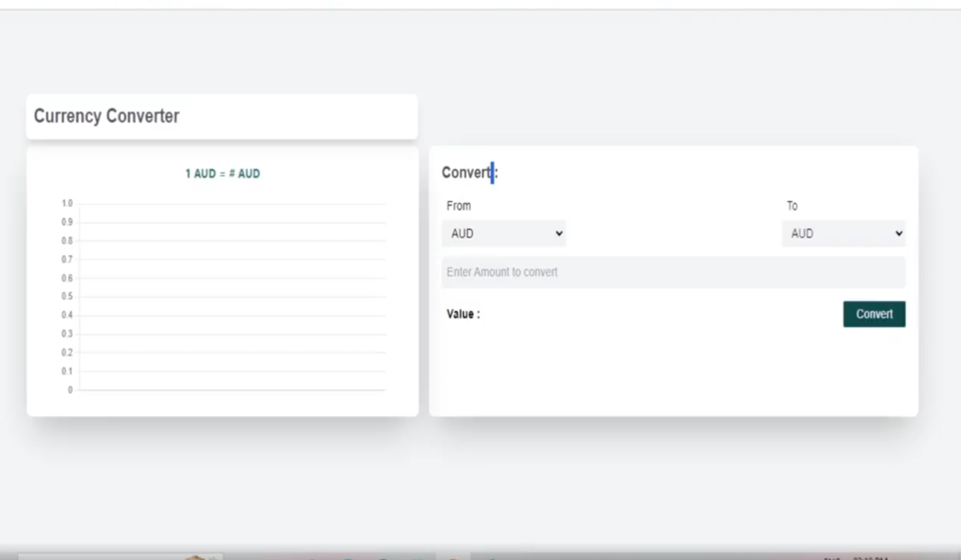 Currency Converter
1 AUD = # AUD
1.0
0.9
0.8
0.7
0.6
0.5
0.4
0.3
0.2
0.1
0
Convert :
From To
AUD AUD
Enter Amount to convert
Value : Convert